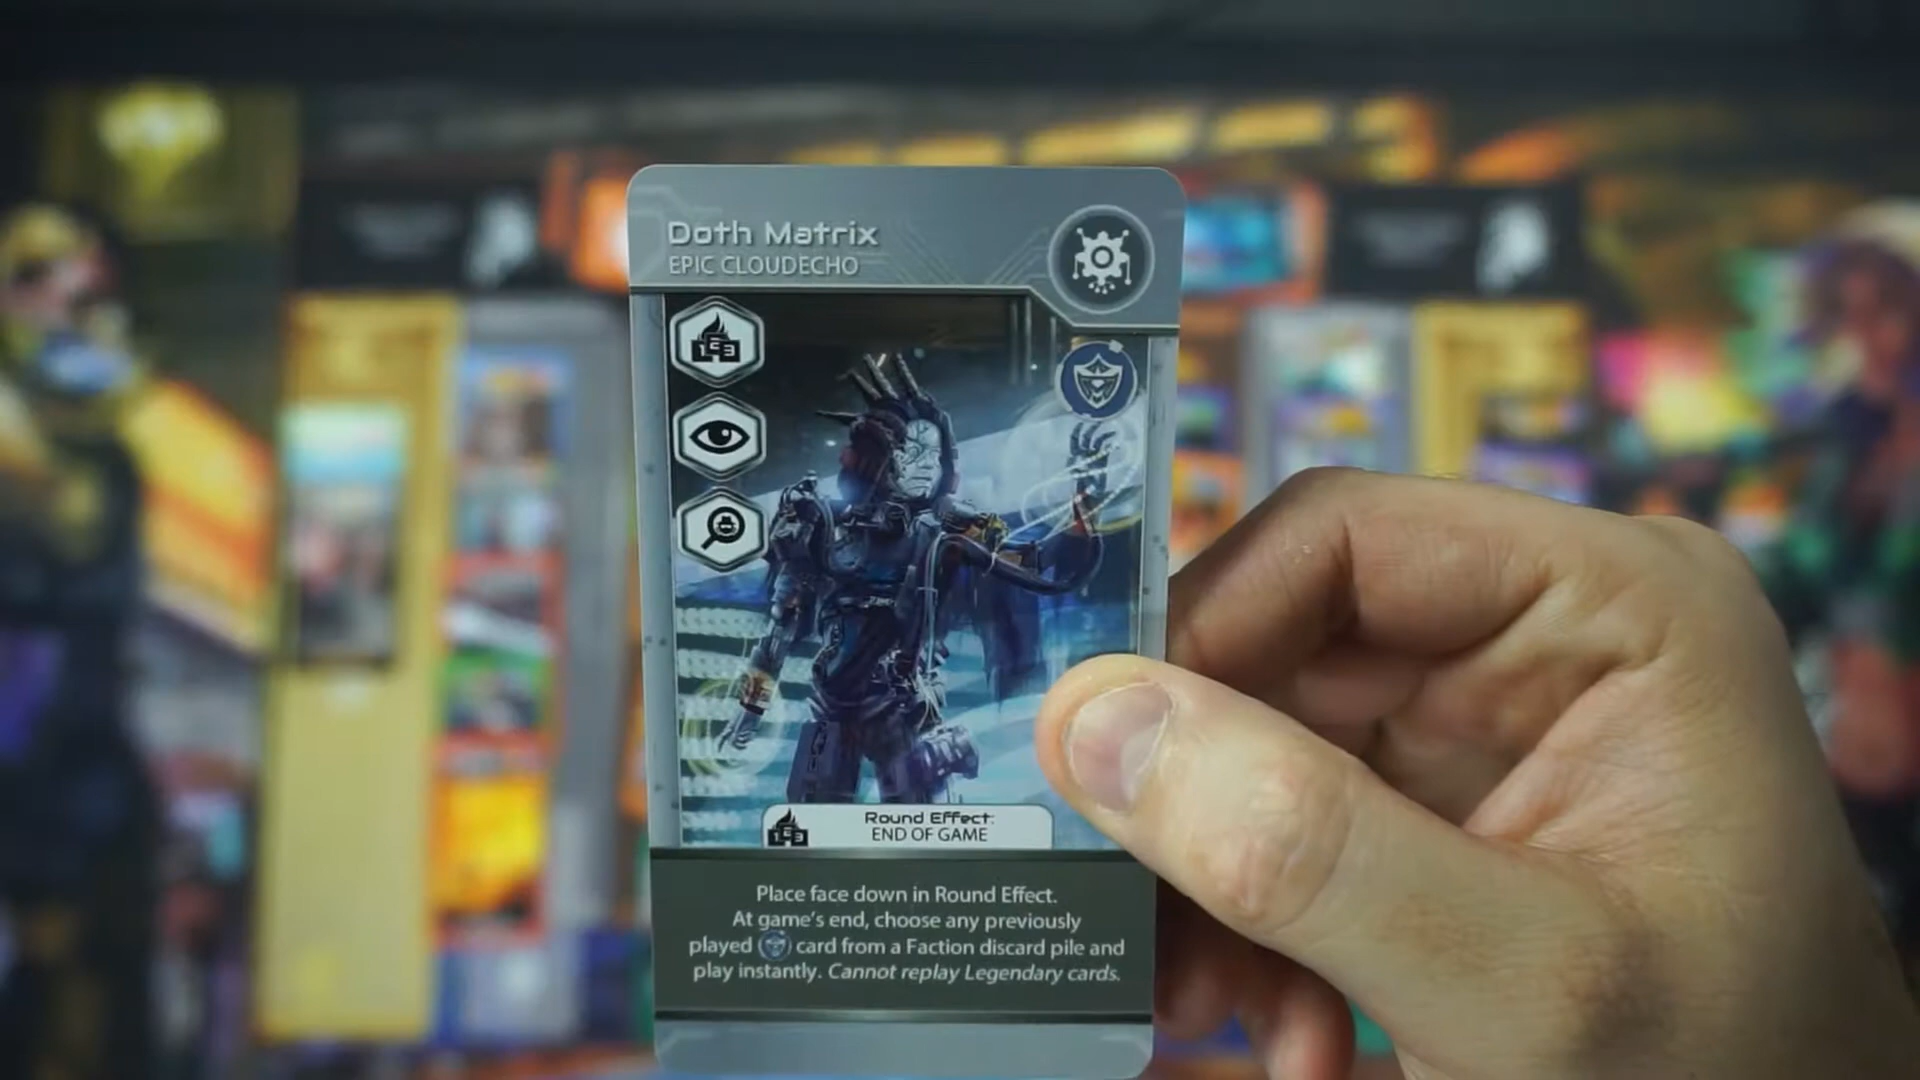 Doth Matrix
EPIC CLOUDECHO
Round Effect:
END OF GAME
Place face down in Round Effect.
At game's end, choose any previously
played card from a Faction discard pile and
play instantly. Cannot replay Legendary cards.